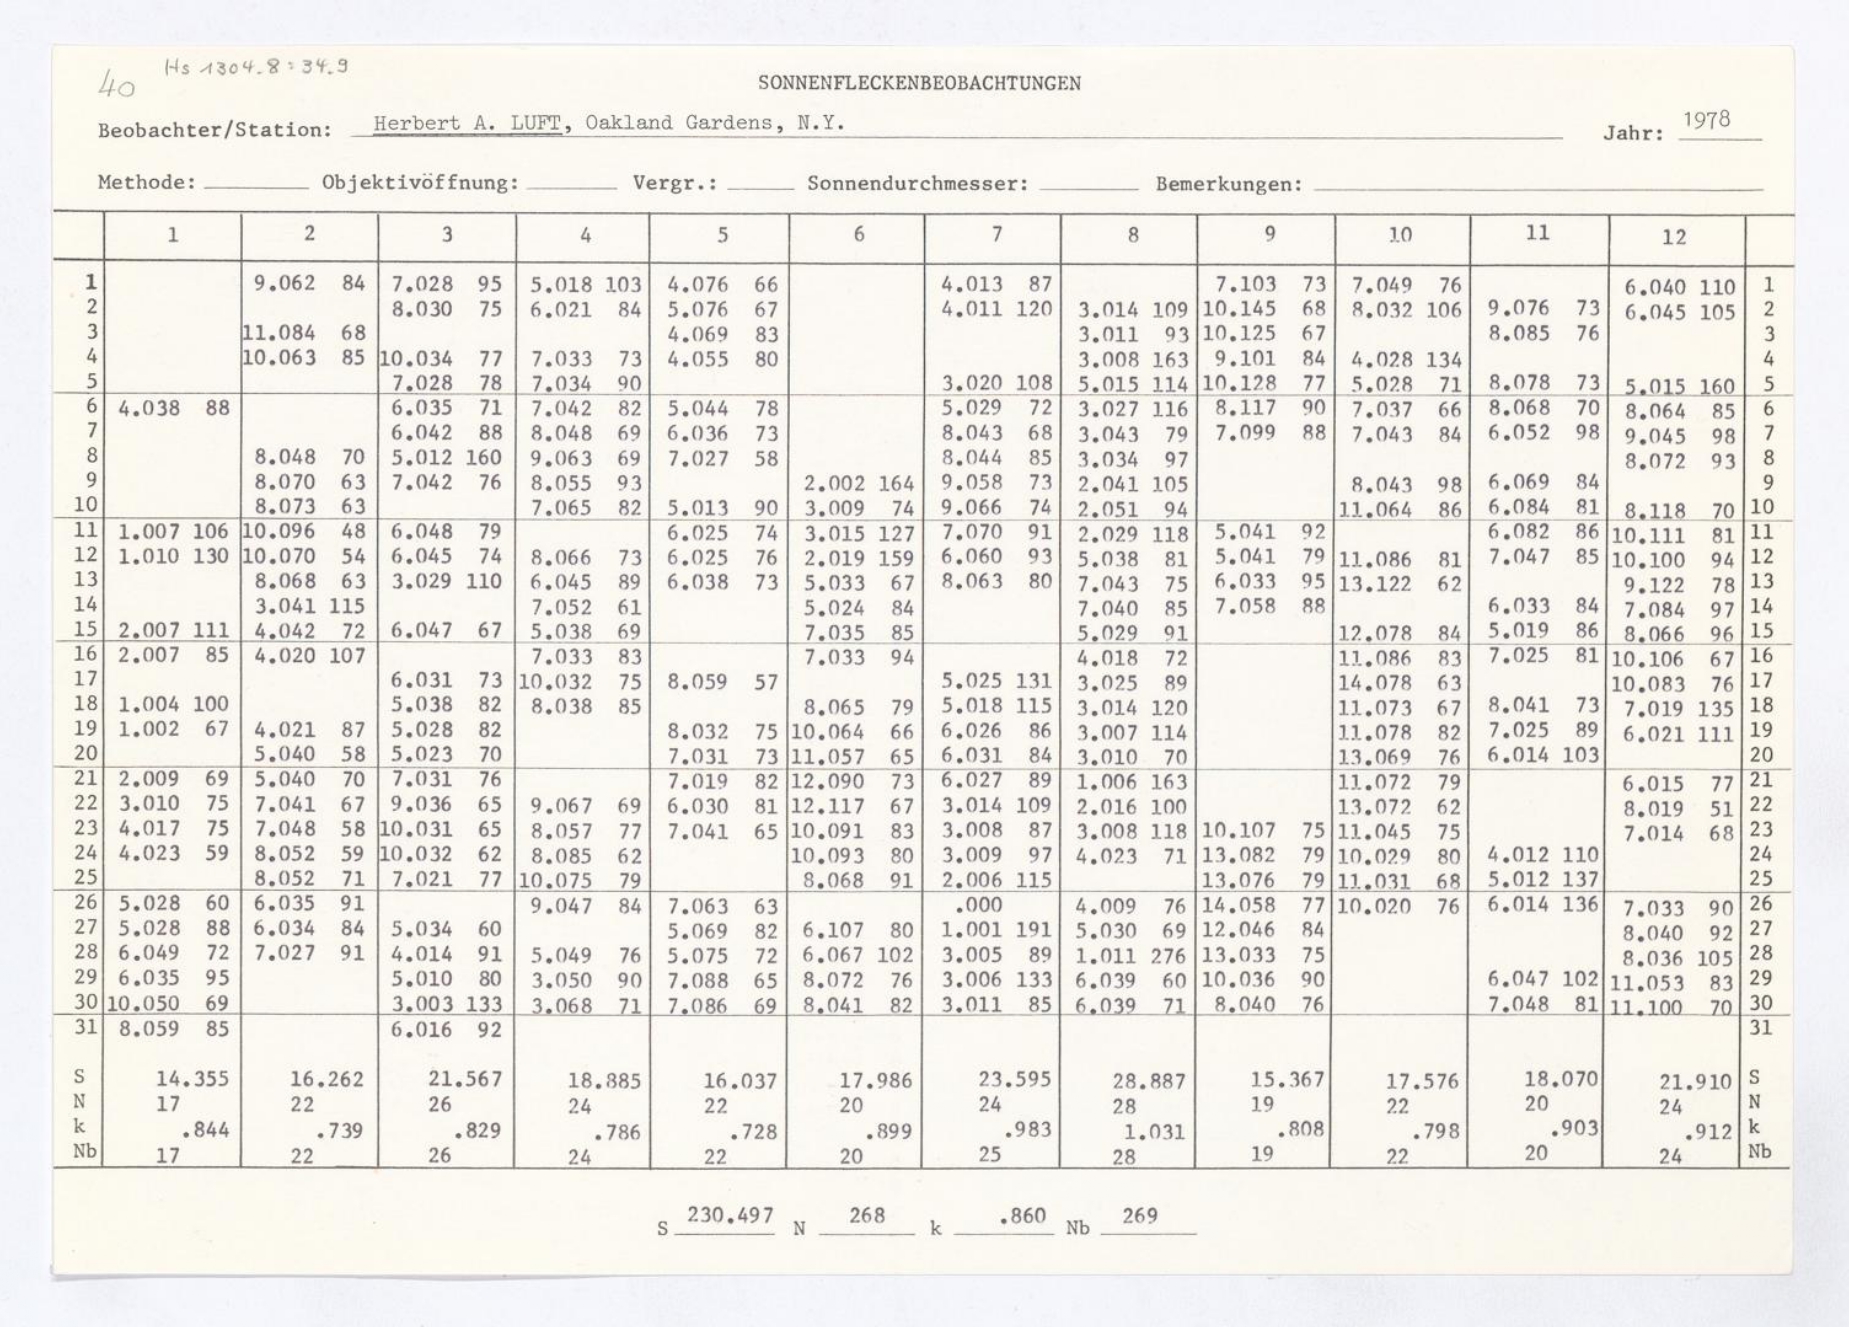 40 Hs 1304.8:34.9
SONNENFLECKENBEOBACHTUNGEN
Beobachter/Station: Herbert A. LUFT, Oakland Gardens, N.Y. Jahr: 1978
Methode: Objektivöffnung: Vergr.: Sonnendurchmesser: Bemerkungen:
1 2 3 4 5 6 7 8 9 10 11 12
1 9.062 84 7.028 95 5.018 103 4.076 66 4.013 87 7.103 73 7.049 76 6.040 110 1
2 8.030 75 6.021 84 5.076 67 4.011 120 3.014 109 10.145 68 8.032 106 9.076 73 6.045 105 2
3 11.084 68 4.069 83 3.011 93 10.125 67 8.085 76 3
4 10.063 85 10.034 77 7.033 73 4.055 80 3.008 163 9.101 84 4.028 134 4
5 7.028 78 7.034 90 3.020 108 5.015 114 10.128 77 5.028 71 8.078 73 5.015 160 5
6 4.038 88 6.035 71 7.042 82 5.044 78 5.029 72 3.027 116 8.117 90 7.037 66 8.068 70 8.064 85 6
7 6.042 88 8.048 69 6.036 73 8.043 68 3.043 79 7.099 88 7.043 84 6.052 98 9.045 98 7
8 8.048 70 5.012 160 9.063 69 7.027 58 8.044 85 3.034 97 8.072 93 8
9 8.070 63 7.042 76 8.055 93 2.002 164 9.058 73 2.041 105 8.043 98 6.069 84 9
10 8.073 63 7.065 82 5.013 90 3.009 74 9.066 74 2.051 94 11.064 86 6.084 81 8.118 70 10
11 1.007 106 10.096 48 6.048 79 6.025 74 3.015 127 7.070 91 2.029 118 5.041 92 6.082 86 10.111 81 11
12 1.010 130 10.070 54 6.045 74 8.066 73 6.025 76 2.019 159 6.060 93 5.038 81 5.041 79 11.086 81 7.047 85 10.100 94 12
13 8.068 63 3.029 110 6.045 89 6.038 73 5.033 67 8.063 80 7.043 75 6.033 95 13.122 62 9.122 78 13
14 3.041 115 7.052 61 5.024 84 7.040 85 7.058 88 6.033 84 7.084 97 14
15 2.007 111 4.042 72 6.047 67 5.038 69 7.035 85 5.029 91 12.078 84 5.019 86 8.066 96 15
16 2.007 85 4.020 107 7.033 83 7.033 94 4.018 72 11.086 83 7.025 81 10.106 67 16
17 6.031 73 10.032 75 8.059 57 5.025 131 3.025 89 14.078 63 10.083 76 17
18 1.004 100 5.038 82 8.038 85 8.065 79 5.018 115 3.014 120 11.073 67 8.041 73 7.019 135 18
19 1.002 67 4.021 87 5.028 82 8.032 75 10.064 66 6.026 86 3.007 114 11.078 82 7.025 89 6.021 111 19
20 5.040 58 5.023 70 7.031 73 11.057 65 6.031 84 3.010 70 13.069 76 6.014 103 20
21 2.009 69 5.040 70 7.031 76 7.019 82 12.090 73 6.027 89 1.006 163 11.072 79 6.015 77 21
22 3.010 75 7.041 67 9.036 65 9.067 69 6.030 81 12.117 67 3.014 109 2.016 100 13.072 62 8.019 51 22
23 4.017 75 7.048 58 10.031 65 8.057 77 7.041 65 10.091 83 3.008 87 3.008 118 10.107 75 11.045 75 7.014 68 23
24 4.023 59 8.052 59 10.032 62 8.085 62 10.093 80 3.009 97 4.023 71 13.082 79 10.029 80 4.012 110 24
25 8.052 71 7.021 77 10.075 79 8.068 91 2.006 115 13.076 79 11.031 68 5.012 137 25
26 5.028 60 6.035 91 9.047 84 7.063 63 .000 4.009 76 14.058 77 10.020 76 6.014 136 7.033 90 26
27 5.028 88 6.034 84 5.034 60 5.069 82 6.107 80 1.001 191 5.030 69 12.046 84 8.040 92 27
28 6.049 72 7.027 91 4.014 91 5.049 76 5.075 72 6.067 102 3.005 89 1.011 276 13.033 75 8.036 105 28
29 6.035 95 5.010 80 3.050 90 7.088 65 8.072 76 3.006 133 6.039 60 10.036 90 6.047 102 11.053 83 29
30 10.050 69 3.003 133 3.068 71 7.086 69 8.041 82 3.011 85 6.039 71 8.040 76 7.048 81 11.100 70 30
31 8.059 85 6.016 92 31
S 14.355 16.262 21.567 18.885 16.037 17.986 23.595 28.887 15.367 17.576 18.070 21.910 S
N 17 22 26 24 22 20 24 28 19 22 20 24 N
k .844 .739 .829 .786 .728 .899 .983 1.031 .808 .798 .903 .912 k
Nb 17 22 26 24 22 20 25 28 19 22 20 24 Nb
S 230.497 N 268 k .860 Nb 269